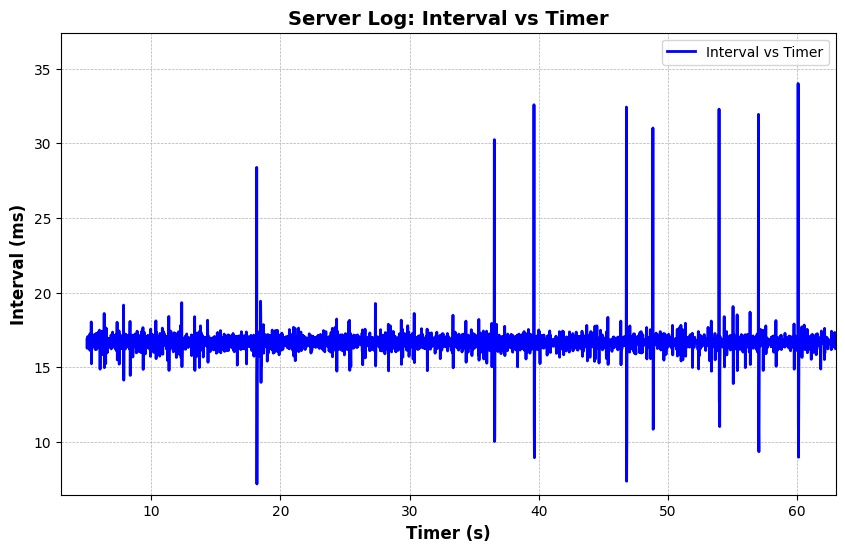 Server Log: Interval vs Timer
Interval vs Timer
Interval (ms)
35
30
25
20
15
10
10 20 30 40 50 60
Timer (s)